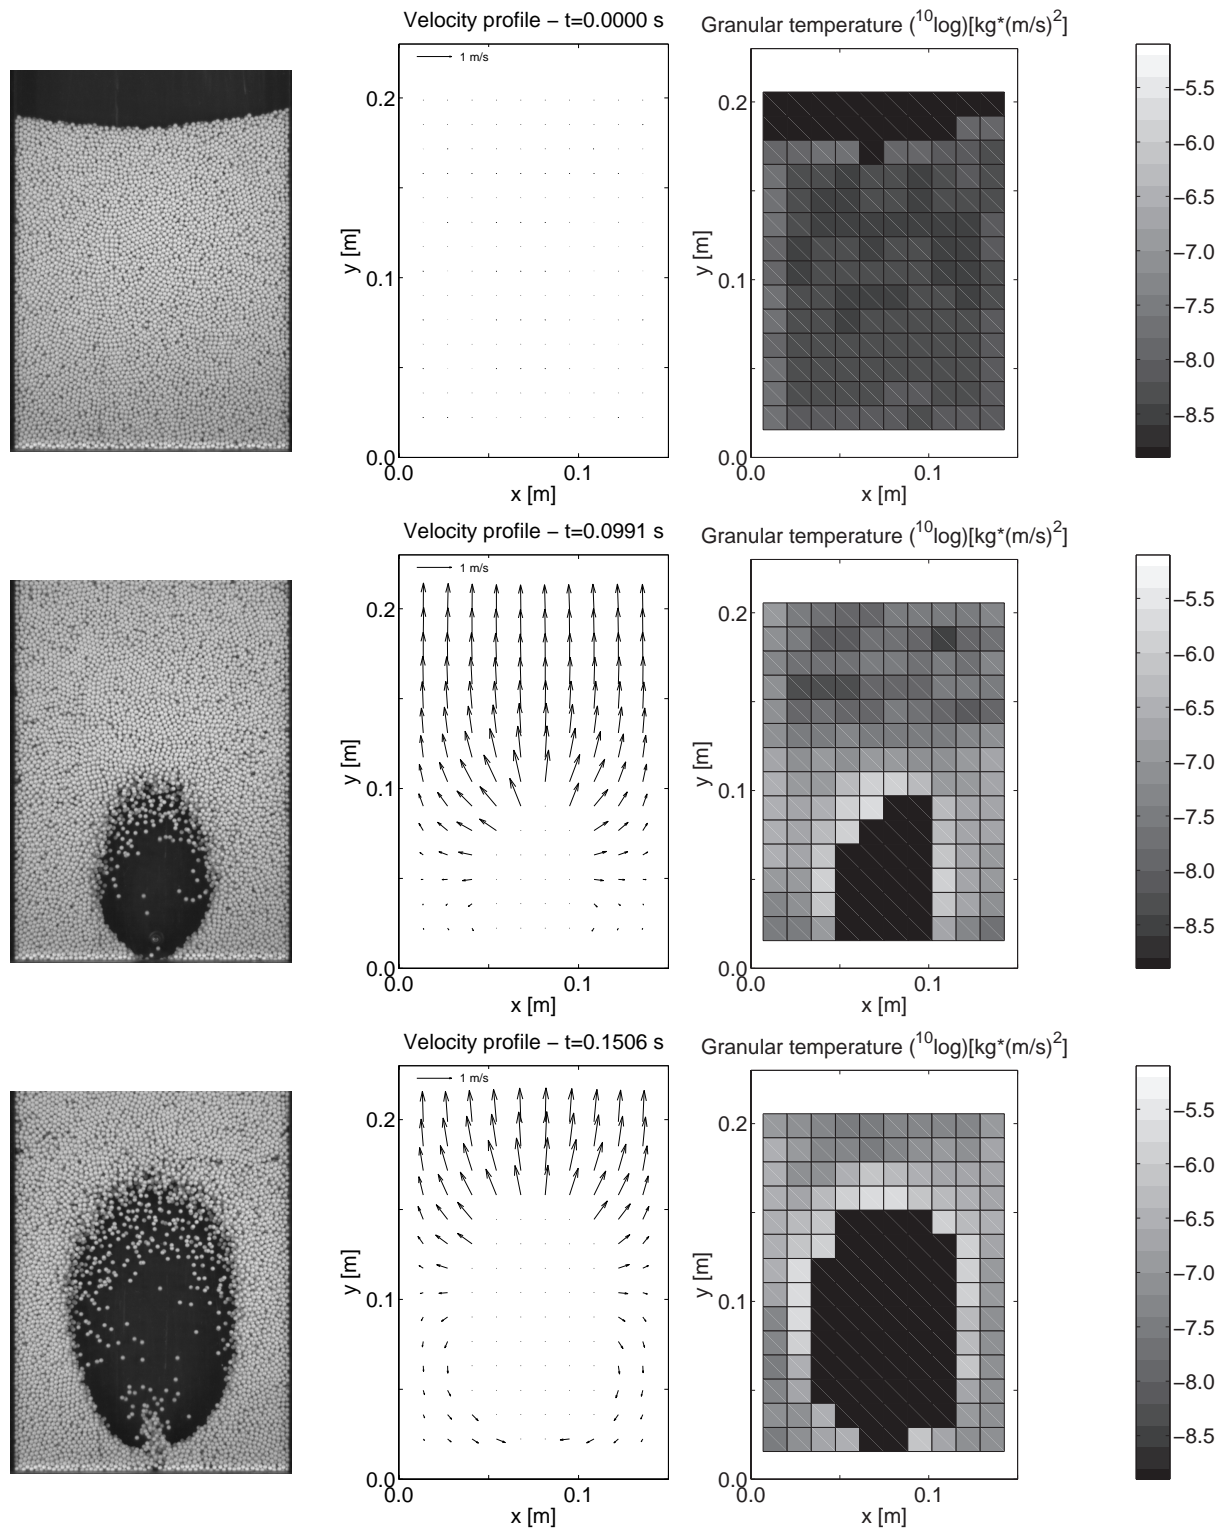 Velocity profile – t=0.0000 s
Granular temperature (10log)[kg*(m/s)2]
1 m/s
0.2
0.1
0.0
0.0
0.1
y [m]
x [m]
0.2
0.1
0.0
0.0
0.1
y [m]
x [m]
–5.5
–6.0
–6.5
–7.0
–7.5
–8.0
–8.5
Velocity profile – t=0.0991 s
Granular temperature (10log)[kg*(m/s)2]
1 m/s
0.2
0.1
0.0
0.0
0.1
y [m]
x [m]
0.2
0.1
0.0
0.0
0.1
y [m]
x [m]
–5.5
–6.0
–6.5
–7.0
–7.5
–8.0
–8.5
Velocity profile – t=0.1506 s
Granular temperature (10log)[kg*(m/s)2]
1 m/s
0.2
0.1
0.0
0.0
0.1
y [m]
x [m]
0.2
0.1
0.0
0.0
0.1
y [m]
x [m]
–5.5
–6.0
–6.5
–7.0
–7.5
–8.0
–8.5